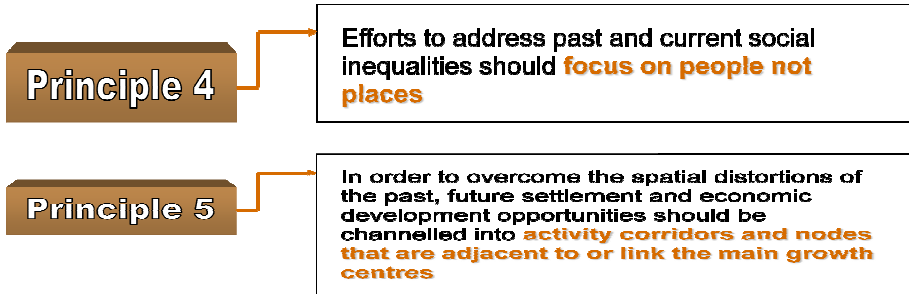 Principle 4
Efforts to address past and current social
inequalities should focus on people not
places
Principle 5
In order to overcome the spatial distortions of
the past, future settlement and economic
development opportunities should be
channelled into activity corridors and nodes
that are adjacent to or link the main growth
centres